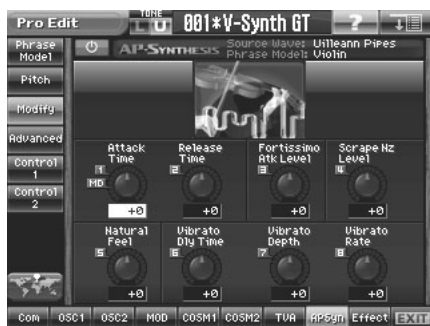 Pro Edit TONE L U 001*V-Synth GT ?
Phrase Model
AP-SYNTHESIS Source Wave: Uilleann Pipes
Phrase Model: Violin
Pitch
Modify
Advanced
Control 1
Control 2
Attack Time Release Time Fortissimo Atk Level Scrape Nz Level
1 MD 2 3 4
+0 +0 +0 +0
Natural Feel Vibrato Dly Time Vibrato Depth Vibrato Rate
5 6 7 8
+0 +0 +0 +0
Com OSC1 OSC2 MOD COSM1 COSM2 TVA APSyn Effect EXIT